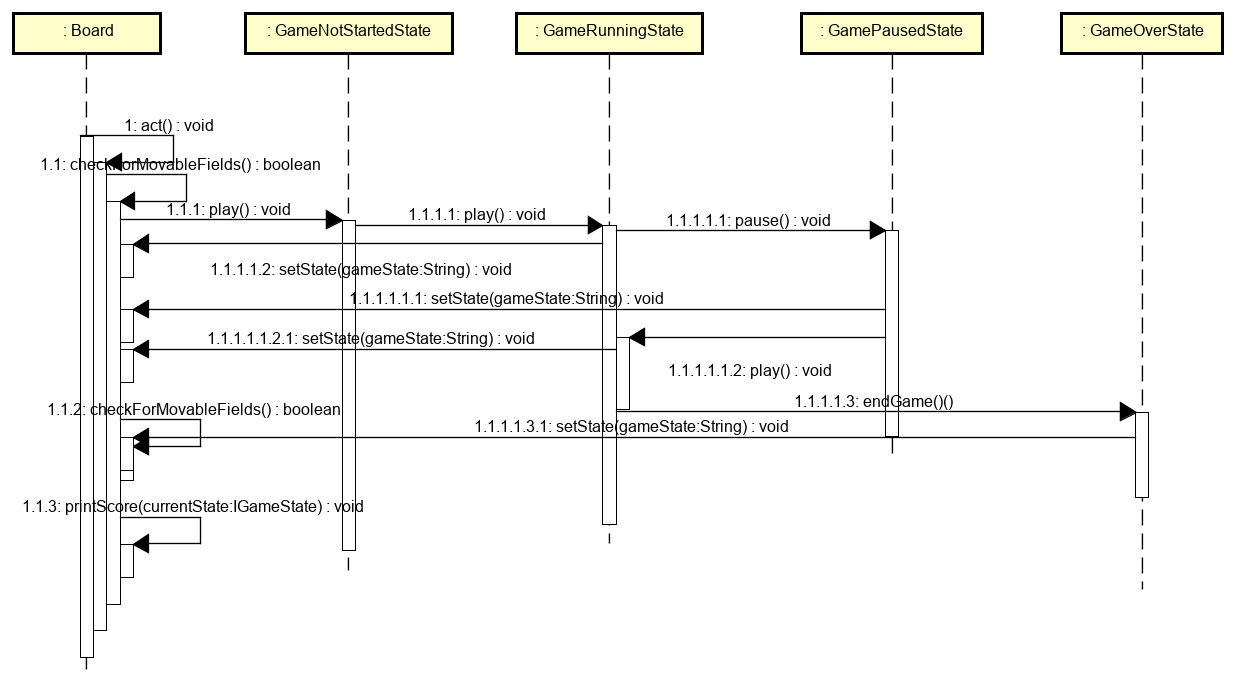 : Board
: GameNotStartedState
: GameRunningState
: GamePausedState
: GameOverState
1: act() : void
1.1: checkForMovableFields() : boolean
1.1.1: play() : void
1.1.1.1: play() : void
1.1.1.1.1: pause() : void
1.1.1.1.2: setState(gameState:String) : void
1.1.1.1.1.1: setState(gameState:String) : void
1.1.1.1.1.2.1: setState(gameState:String) : void
1.1.1.1.1.2: play() : void
1.1.1.1.3: endGame()()
1.1.2: checkForMovableFields() : boolean
1.1.1.1.3.1: setState(gameState:String) : void
1.1.3: printScore(currentState:IGameState) : void